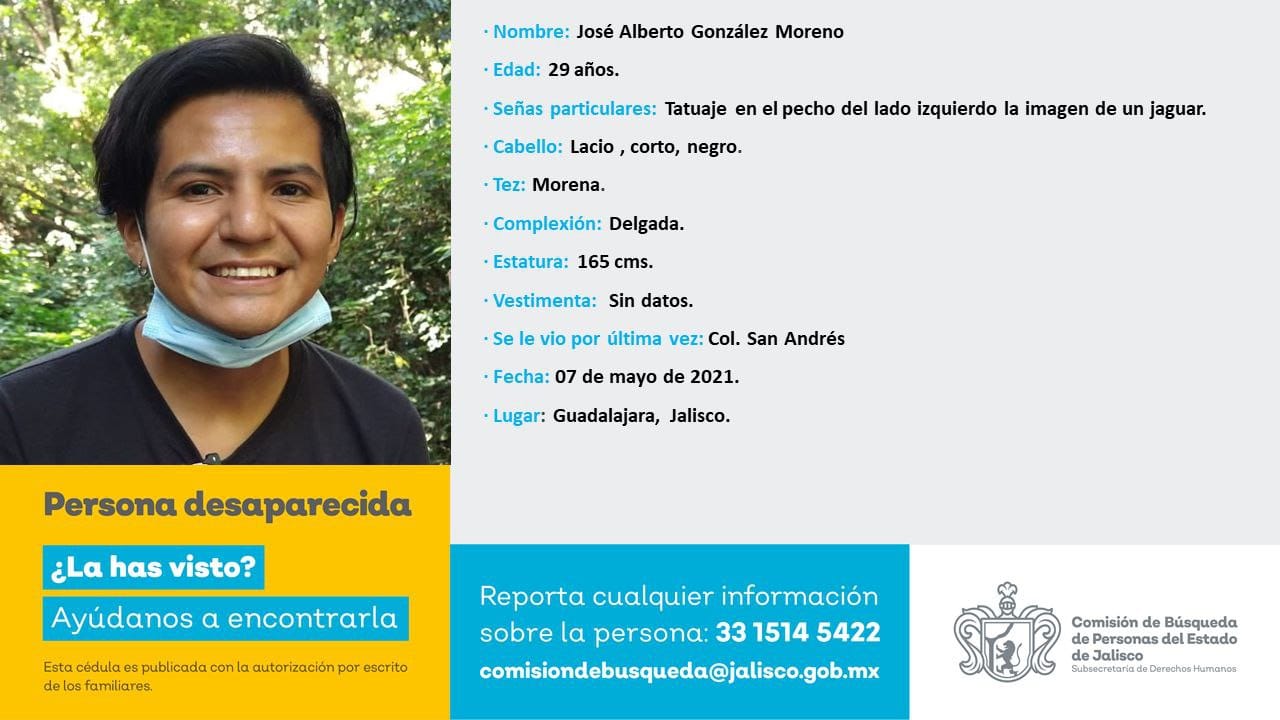 · Nombre: José Alberto González Moreno
· Edad: 29 años.
· Señas particulares: Tatuaje en el pecho del lado izquierdo la imagen de un jaguar.
· Cabello: Lacio , corto, negro.
· Tez: Morena.
· Complexión: Delgada.
· Estatura: 165 cms.
· Vestimenta: Sin datos.
· Se le vio por última vez: Col. San Andrés
· Fecha: 07 de mayo de 2021.
· Lugar: Guadalajara, Jalisco.
Persona desaparecida
¿La has visto?
Ayúdanos a encontrarla
Esta cédula es publicada con la autorización por escrito
de los familiares.
Reporta cualquier información
sobre la persona: 33 1514 5422
comisiondebusqueda@jalisco.gob.mx
Comisión de Búsqueda
de Personas del Estado
de Jalisco
Subsecretaría de Derechos Humanos